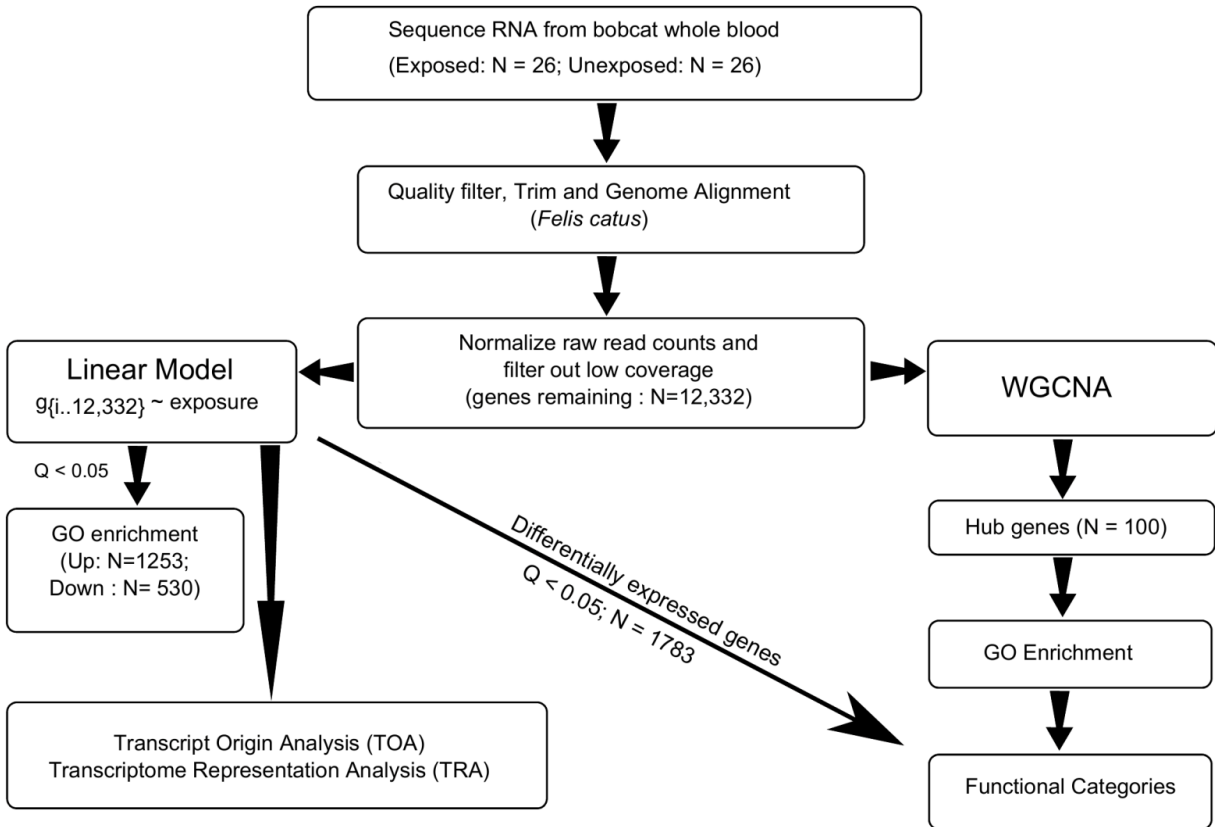 Sequence RNA from bobcat whole blood
(Exposed: N = 26; Unexposed: N = 26)
Quality filter, Trim and Genome Alignment
(Felis catus)
Normalize raw read counts and
filter out low coverage
(genes remaining : N=12,332)
Linear Model
g{i..12,332} ~ exposure
WGCNA
Q < 0.05
GO enrichment
(Up: N=1253;
Down : N= 530)
Differentially expressed genes
Q < 0.05; N = 1783
Hub genes (N = 100)
GO Enrichment
Transcript Origin Analysis (TOA)
Transcriptome Representation Analysis (TRA)
Functional Categories